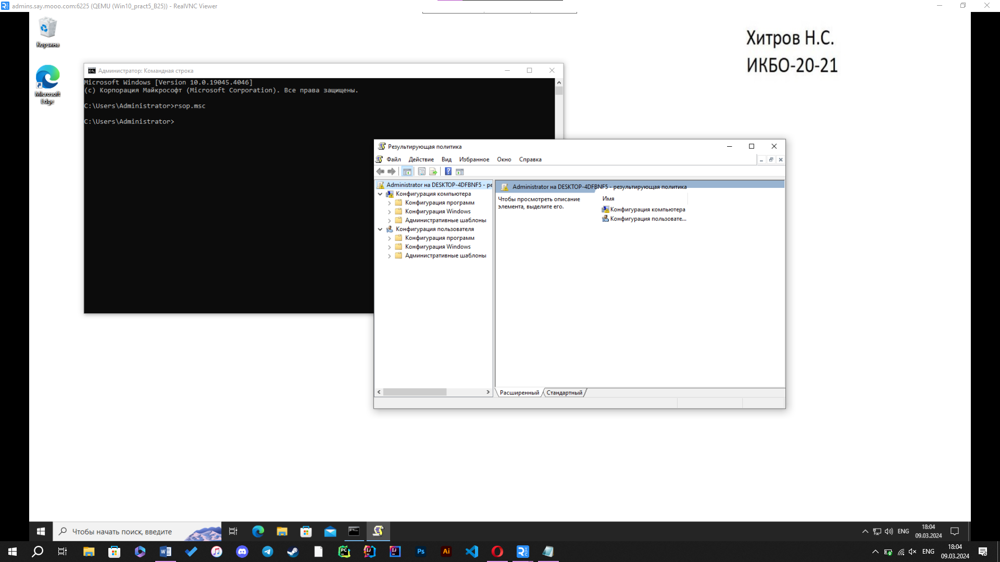 admins.say.mooo.com:6225 (QEMU (Win10_pract5_B25)) - RealVNC Viewer
Корзина
Microsoft Edge
Хитров Н.С.
ИКБО-20-21
Администратор: Командная строка
Microsoft Windows [Version 10.0.19045.4046]
(c) Корпорация Майкрософт (Microsoft Corporation). Все права защищены.
C:\Users\Administrator>rsop.msc
C:\Users\Administrator>
Результирующая политика
Файл Действие Вид Избранное Окно Справка
Administrator на DESKTOP-4DFBNF5 - ре
Конфигурация компьютера
Конфигурация программ
Конфигурация Windows
Административные шаблоны
Конфигурация пользователя
Конфигурация программ
Конфигурация Windows
Административные шаблоны
Administrator на DESKTOP-4DFBNF5 - результирующая политика
Чтобы просмотреть описание
элемента, выделите его.
Имя
Конфигурация компьютера
Конфигурация пользовате...
Расширенный Стандартный
Чтобы начать поиск, введите
ENG
18:04
09.03.2024
ENG
18:04
09.03.2024